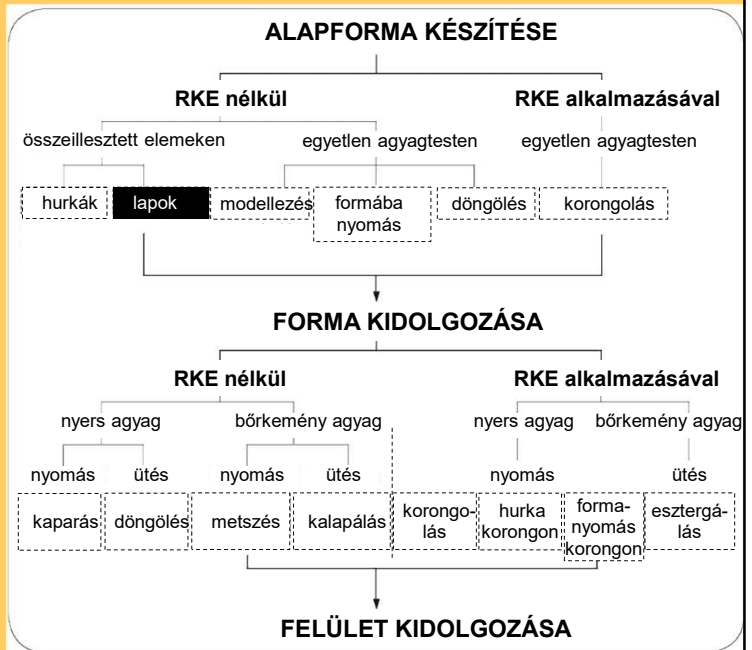 ALAPFORMA KÉSZÍTÉSE
RKE nélkül RKE alkalmazásával
összeillesztett elemeken egyetlen agyagtesten egyetlen agyagtesten
hurkák lapok modellezés formába nyomás döngölés korongolás
FORMA KIDOLGOZÁSA
RKE nélkül RKE alkalmazásával
nyers agyag bőrkemény agyag nyers agyag bőrkemény agyag
nyomás ütés nyomás ütés nyomás ütés
kaparás döngölés metszés kalapálás korongo-
lás hurka
korongon forma-
nyomás
korongon esztergá-
lás
FELÜLET KIDOLGOZÁSA